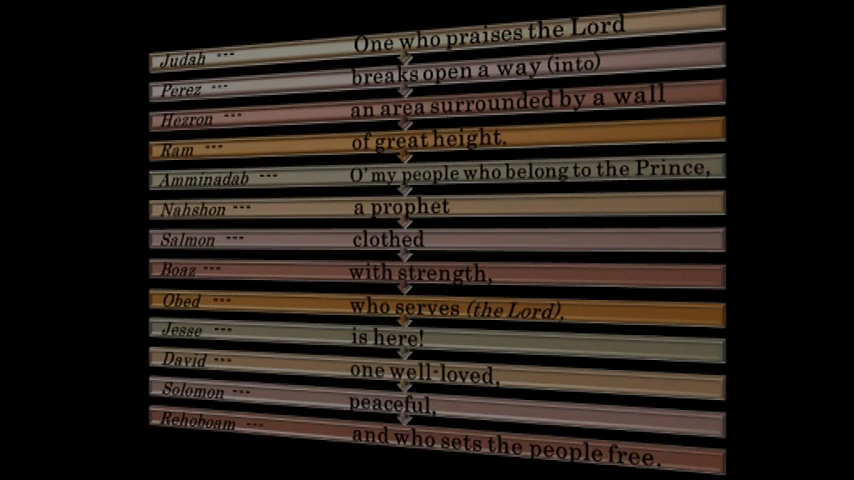 Judah --- One who praises the Lord
Perez --- breaks open a way (into)
Hezron --- an area surrounded by a wall
Ram --- of great height.
Amminadab --- O' my people who belong to the Prince,
Nahshon --- a prophet
Salmon --- clothed
Boaz --- with strength,
Obed --- who serves (the Lord),
Jesse --- is here!
David --- one well-loved,
Solomon --- peaceful,
Rehoboam --- and who sets the people free.